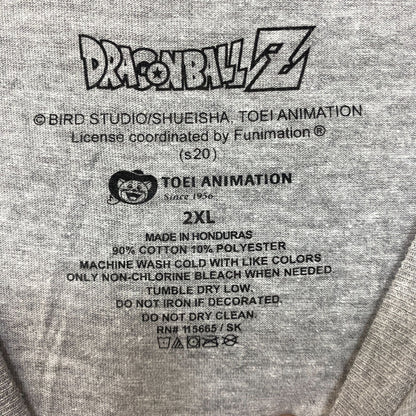 DRAGONBALL Z
© BIRD STUDIO/SHUEISHA, TOEI ANIMATION
License coordinated by Funimation ®
(s20)
TOEI ANIMATION
Since 1956
2XL
MADE IN HONDURAS
90% COTTON 10% POLYESTER
MACHINE WASH COLD WITH LIKE COLORS
ONLY NON-CHLORINE BLEACH WHEN NEEDED.
TUMBLE DRY LOW.
DO NOT IRON IF DECORATED.
DO NOT DRY CLEAN.
RN# 115665 / SK